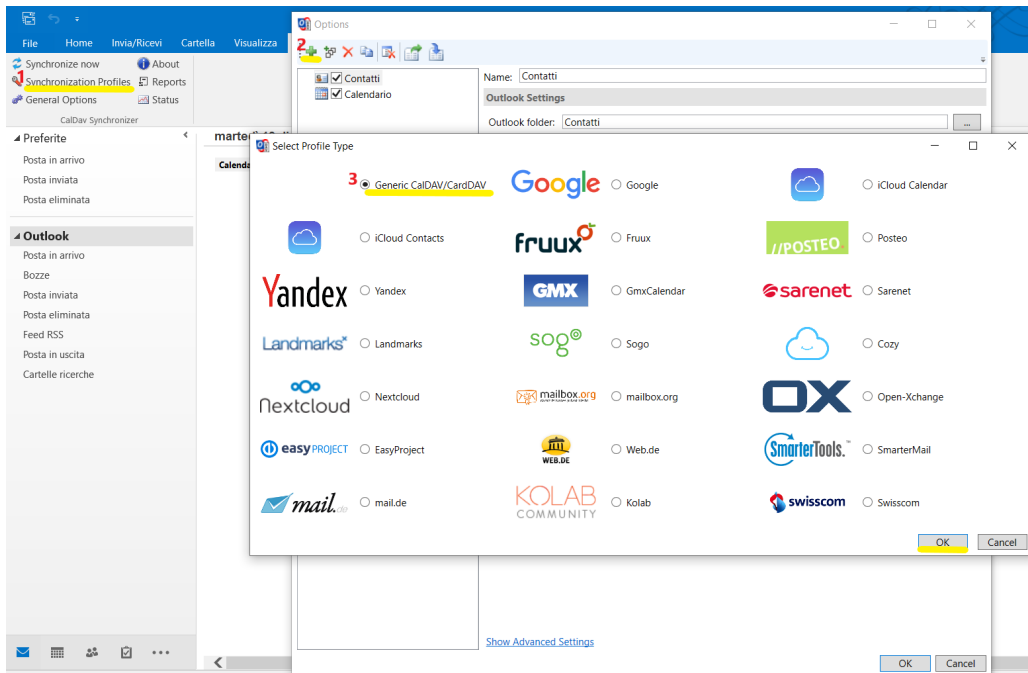 File Home Invia/Ricevi Cartella Visualizza
Synchronize now About
1 Synchronization Profiles Reports
General Options Status
CalDav Synchronizer
Preferite
Posta in arrivo
Posta inviata
Posta eliminata
Outlook
Posta in arrivo
Bozze
Posta inviata
Posta eliminata
Feed RSS
Posta in uscita
Cartelle ricerche
Options
2
Contatti
Calendario
Name: Contatti
Outlook Settings
Outlook folder: Contatti ...
Select Profile Type
3 Generic CalDAV/CardDAV
Google Google
iCloud Calendar
iCloud Contacts
fruux Fruux
//POSTEO. Posteo
Yandex Yandex
GMX GmxCalendar
sarenet Sarenet
Landmarks Landmarks
sogo Sogo
Cozy
Nextcloud Nextcloud
mailbox.org mailbox.org
OX Open-Xchange
easy PROJECT EasyProject
WEB.DE Web.de
SmarterTools. SmarterMail
mail.de mail.de
KOLAB COMMUNITY Kolab
swisscom Swisscom
OK Cancel
Show Advanced Settings
OK Cancel